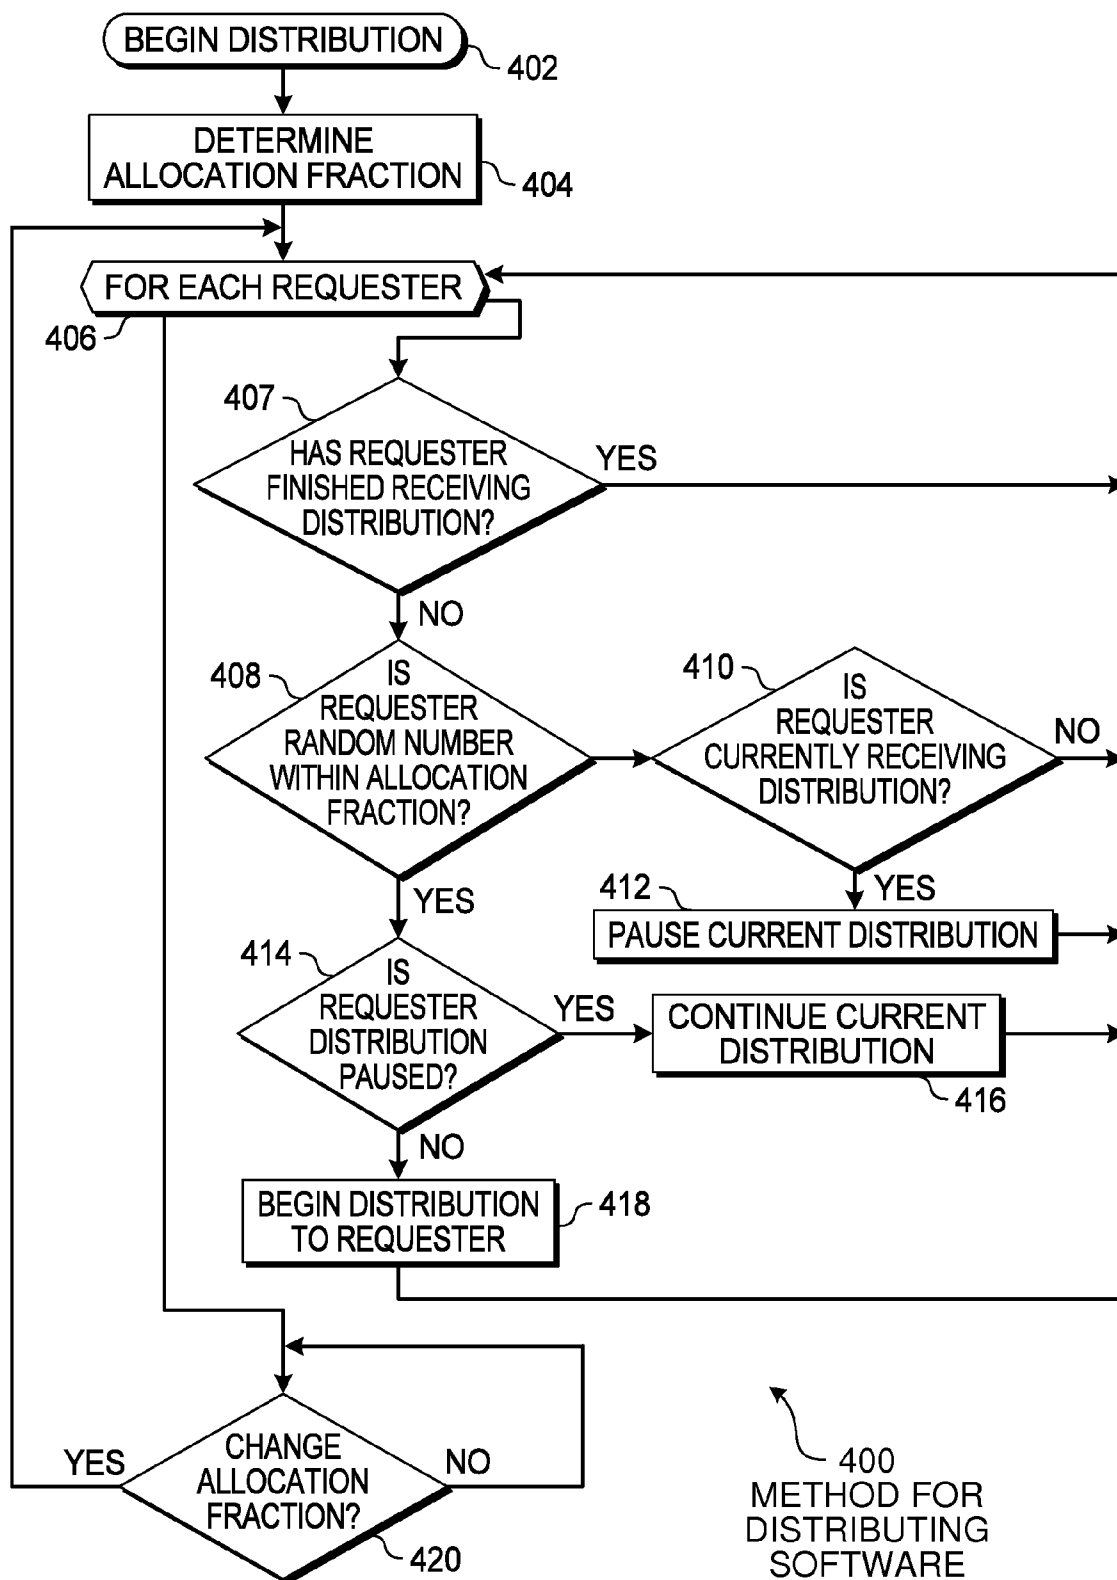 BEGIN DISTRIBUTION
402
DETERMINE
ALLOCATION FRACTION
404
FOR EACH REQUESTER
406
407
HAS REQUESTER
FINISHED RECEIVING
DISTRIBUTION?
YES
NO
408
IS
REQUESTER
RANDOM NUMBER
WITHIN ALLOCATION
FRACTION?
410
IS
REQUESTER
CURRENTLY RECEIVING
DISTRIBUTION?
NO
YES
YES
412
PAUSE CURRENT DISTRIBUTION
414
IS
REQUESTER
DISTRIBUTION
PAUSED?
YES
CONTINUE CURRENT
DISTRIBUTION
416
NO
BEGIN DISTRIBUTION
TO REQUESTER
418
YES
CHANGE
ALLOCATION
FRACTION?
NO
420
400
METHOD FOR
DISTRIBUTING
SOFTWARE